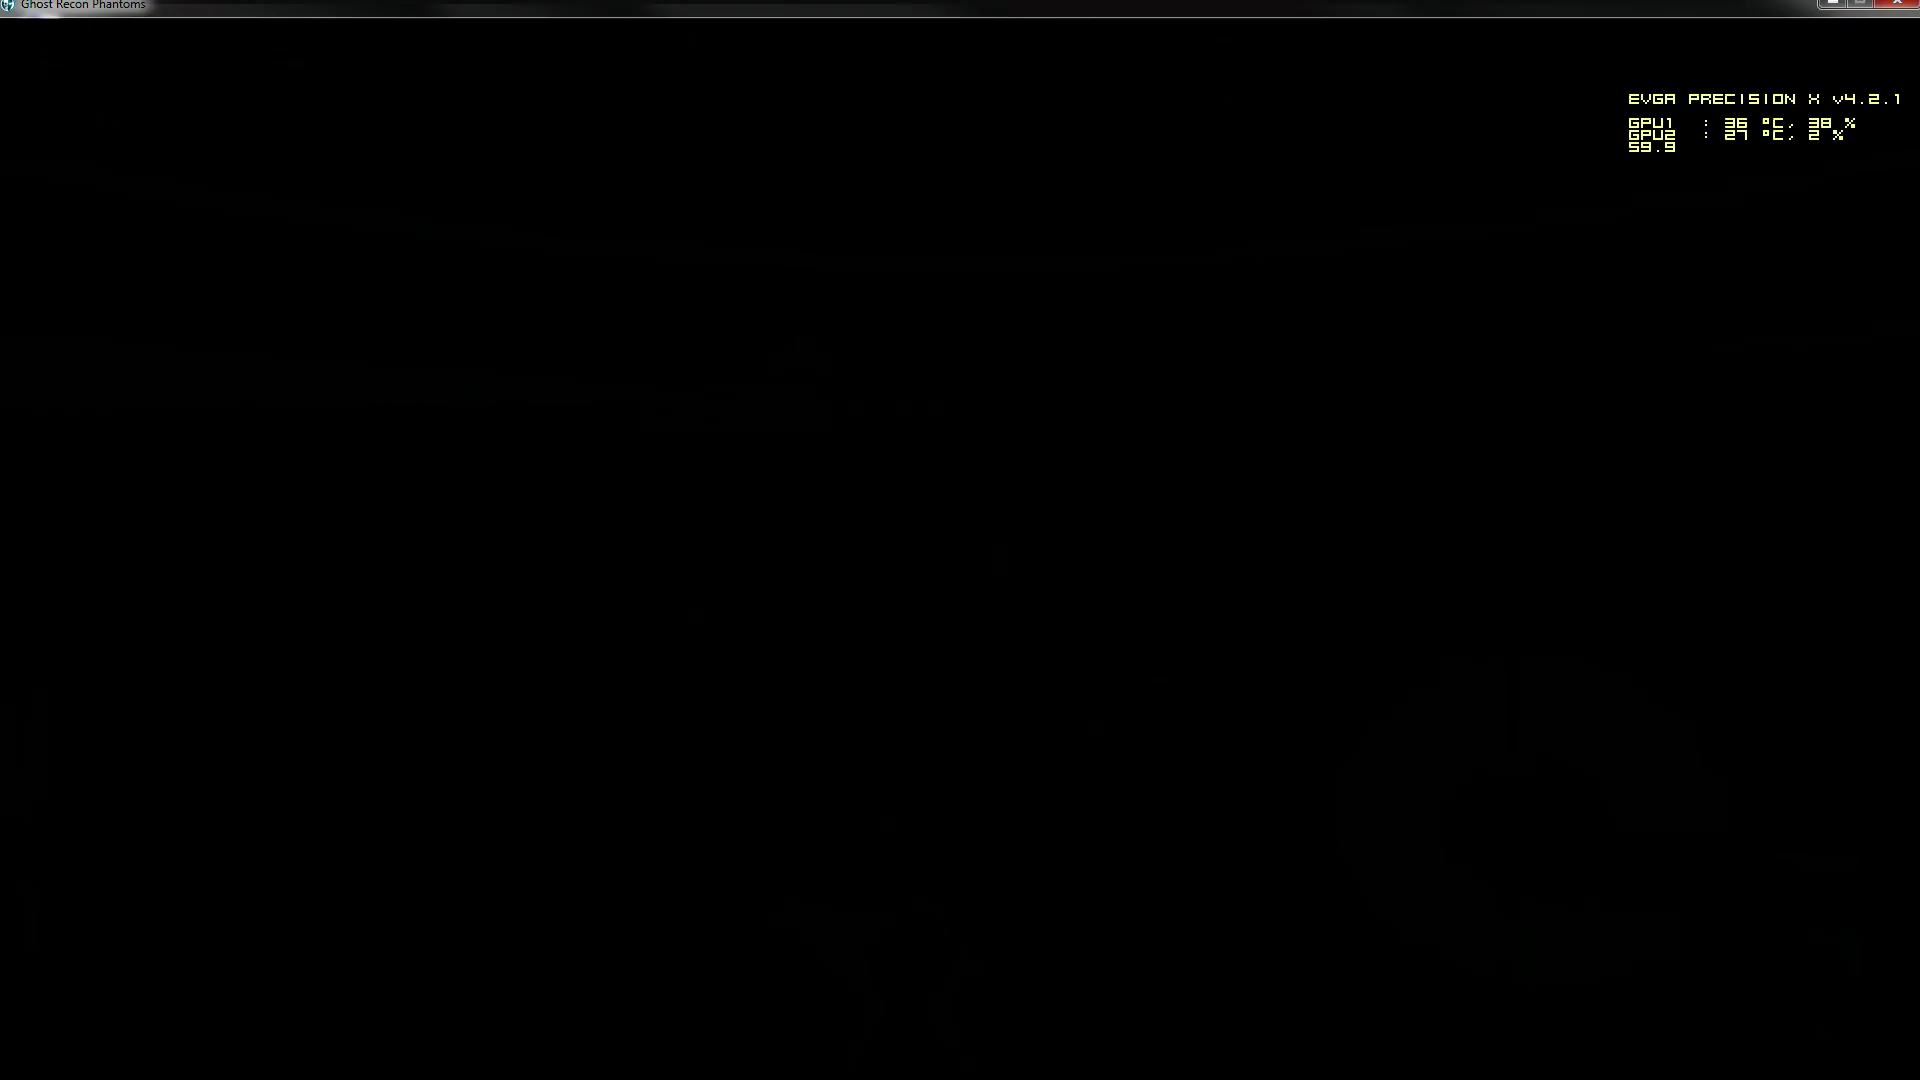 Ghost Recon Phantoms
EVGA PRECISION X v4.2.1
GPU1 : 36 °C, 38 %
GPU2 : 27 °C, 2 %
59.9